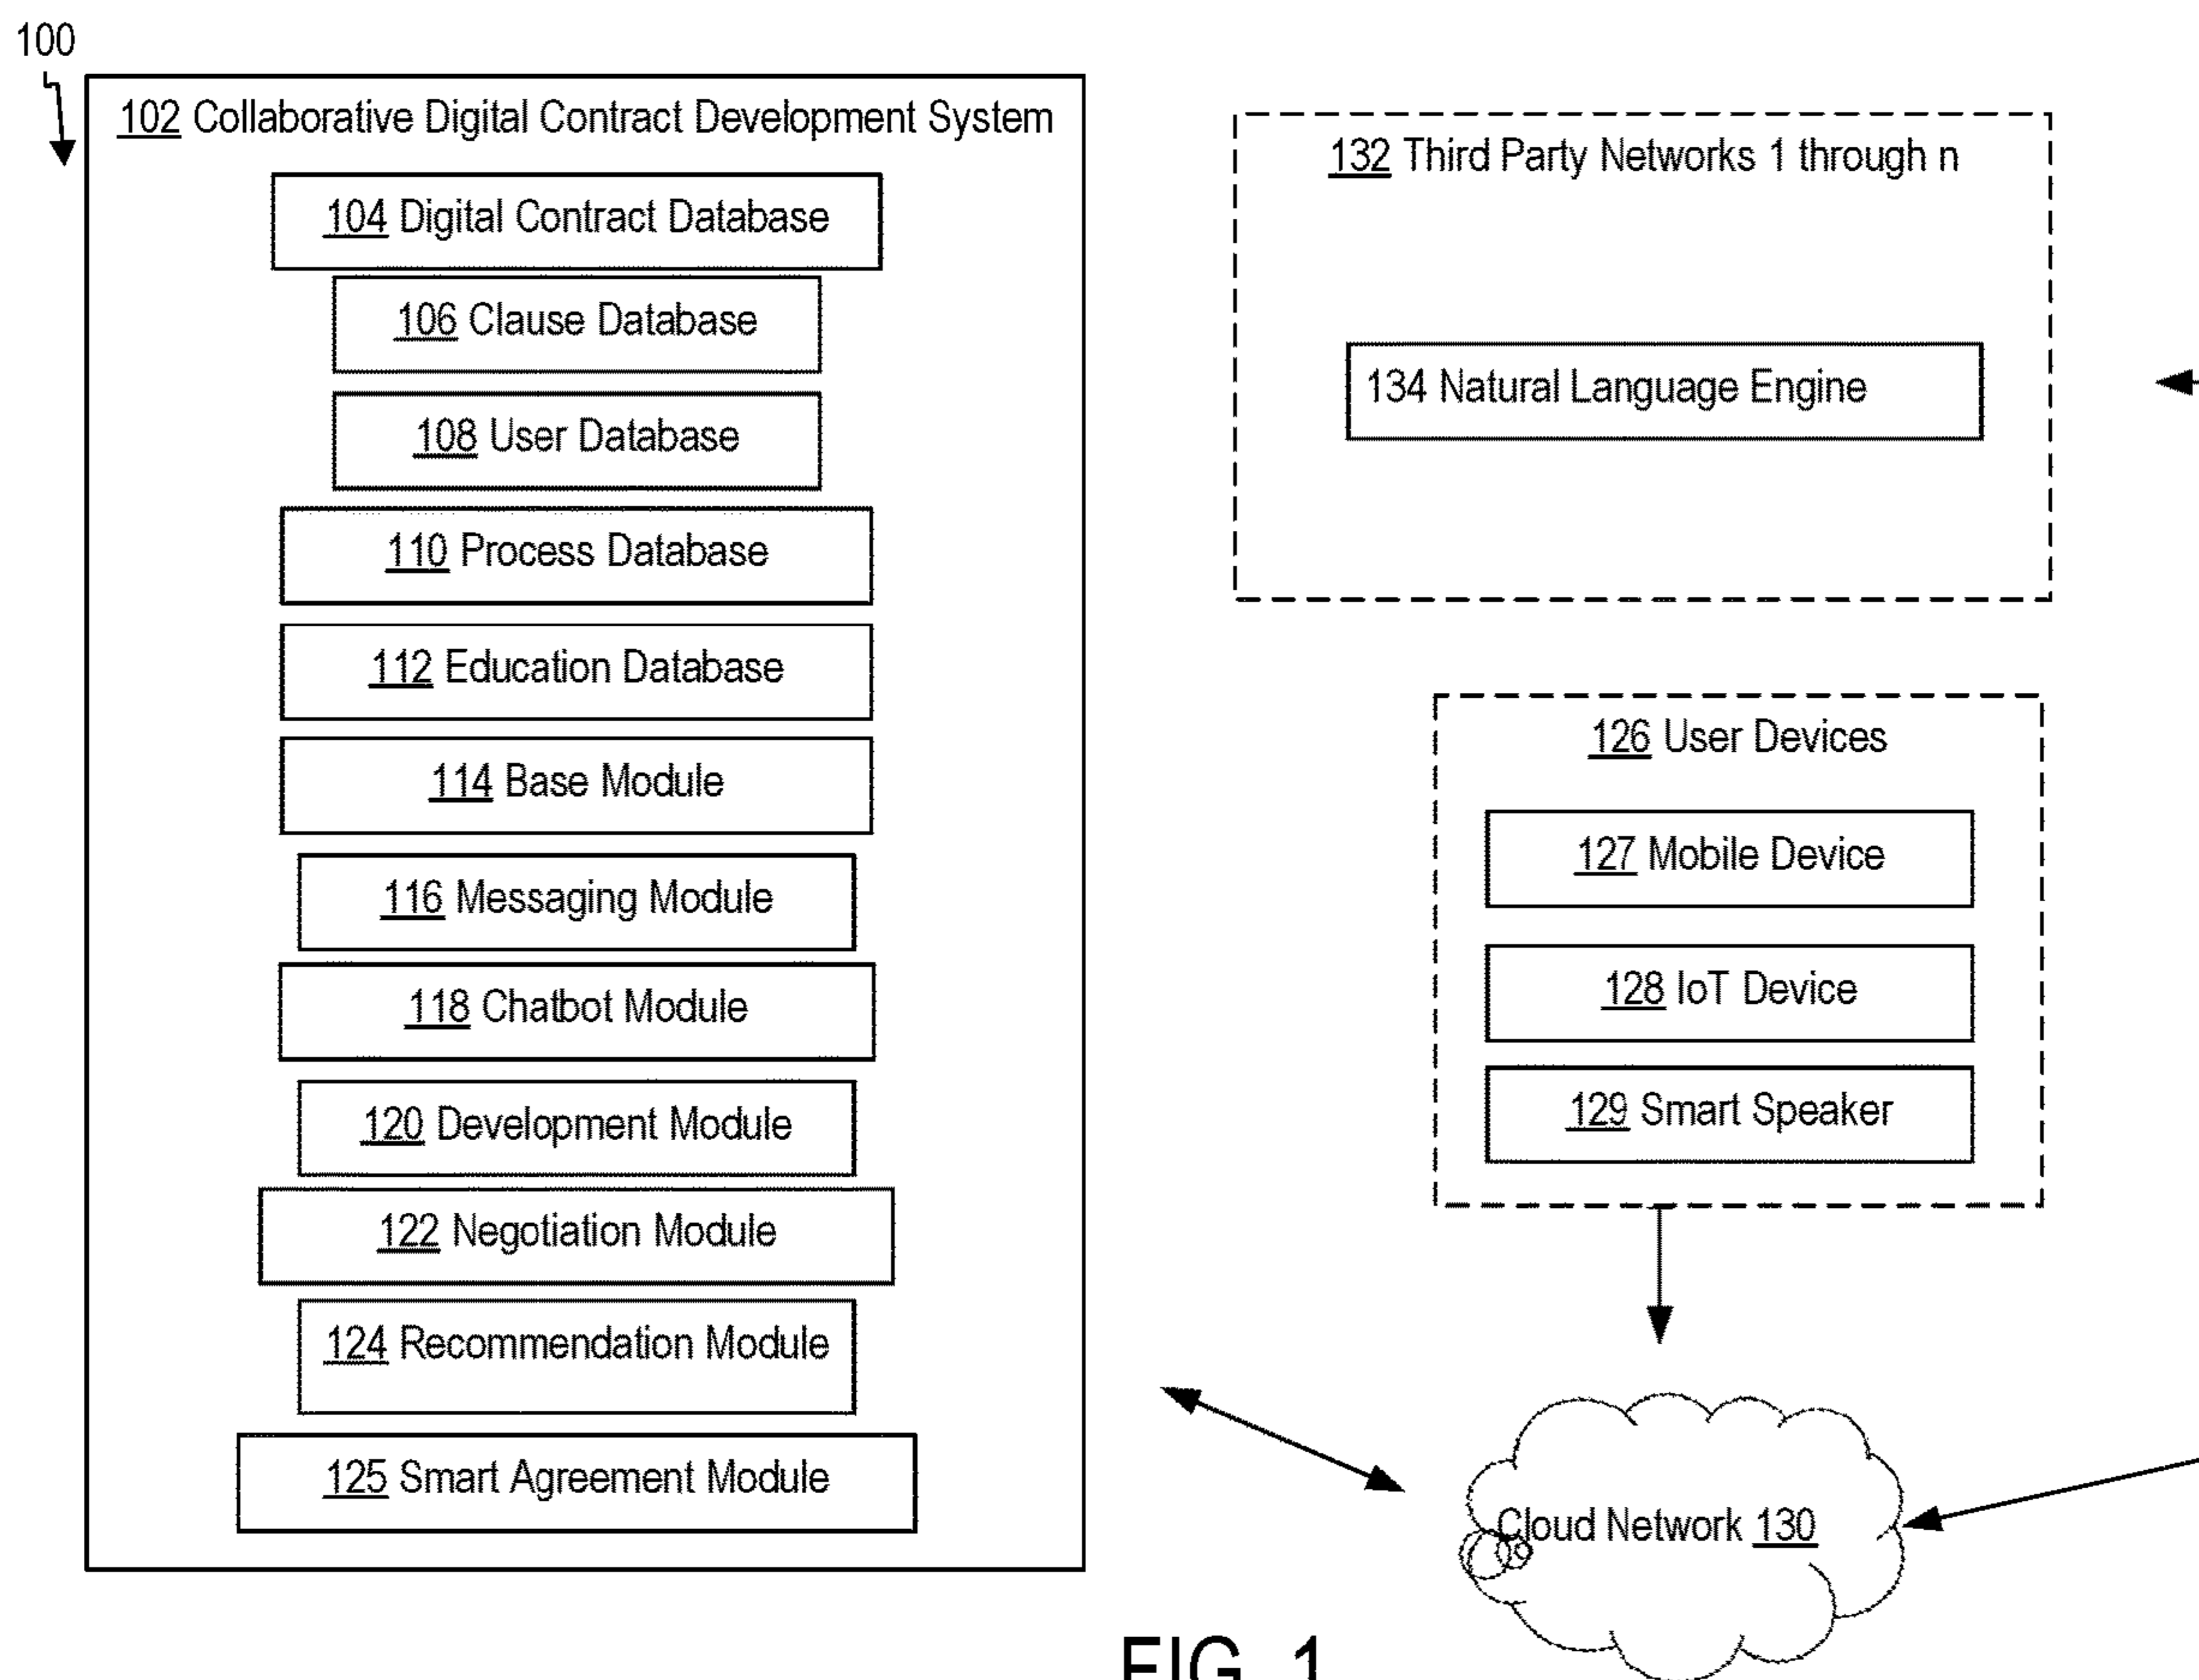 100
102 Collaborative Digital Contract Development System
104 Digital Contract Database
106 Clause Database
108 User Database
110 Process Database
112 Education Database
114 Base Module
116 Messaging Module
118 Chatbot Module
120 Development Module
122 Negotiation Module
124 Recommendation Module
125 Smart Agreement Module
132 Third Party Networks 1 through n
134 Natural Language Engine
126 User Devices
127 Mobile Device
128 IoT Device
129 Smart Speaker
Cloud Network 130
FIG. 1